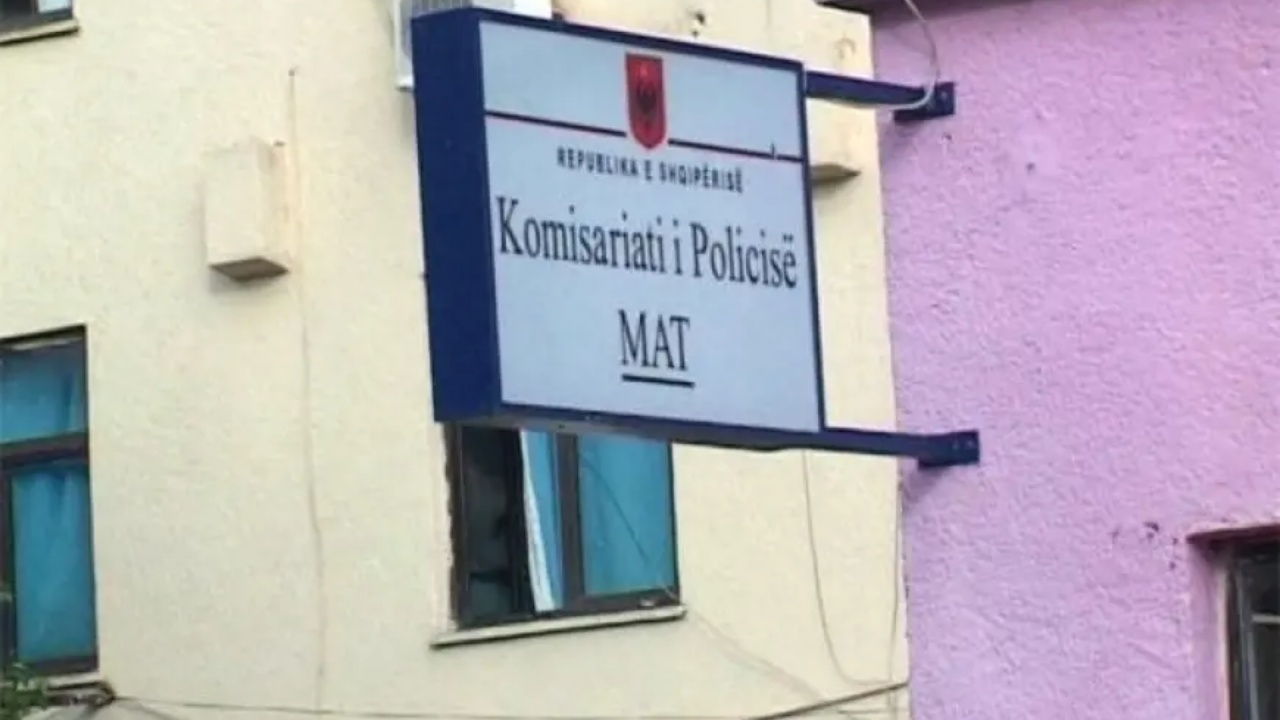 REPUBLIKA E SHQIPËRISË
Komisariati i Policisë
MAT